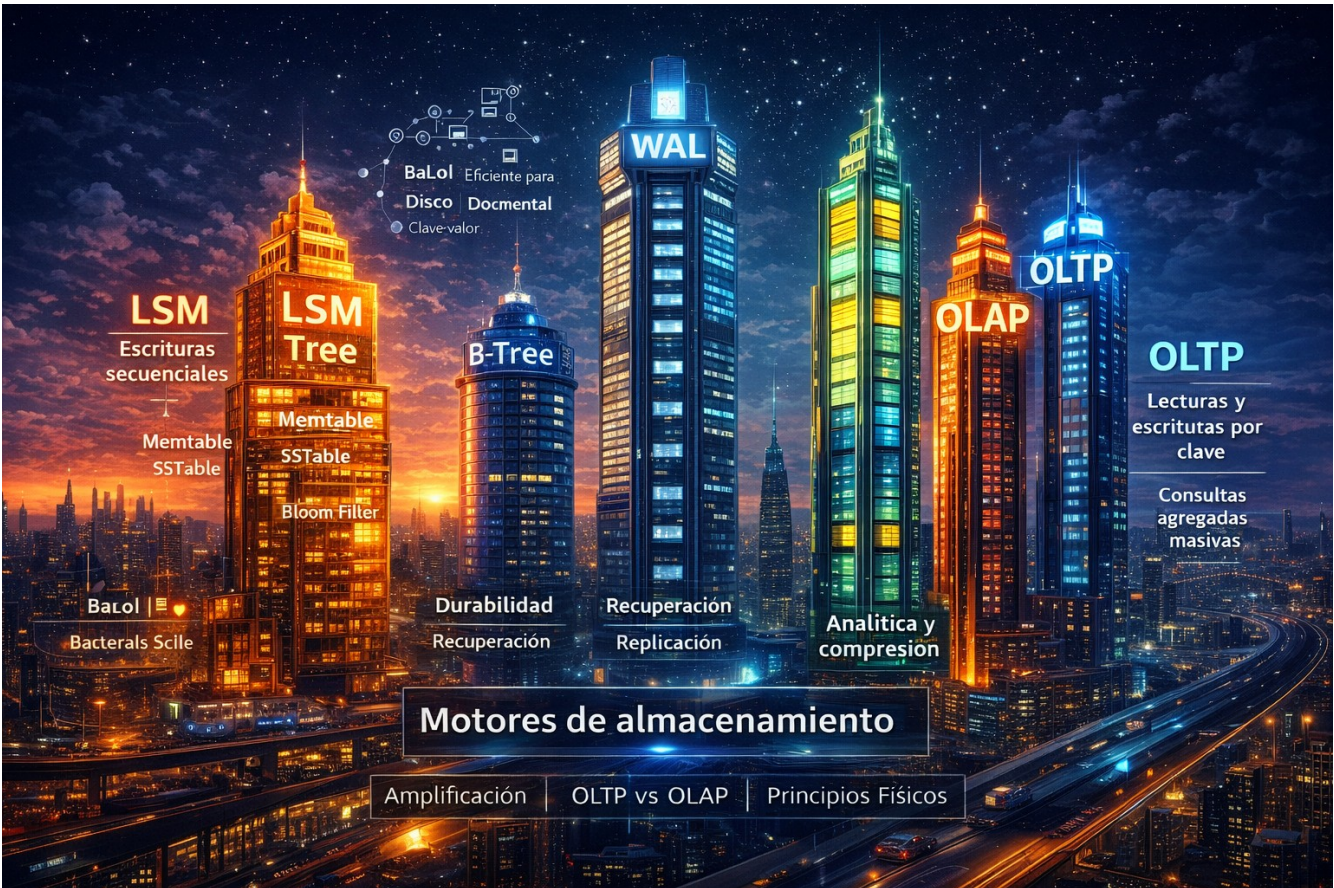 BaLol Eficiente para
Disco | Docmental
Clave-valor
WAL
LSM
Escrituras
secuenciales
Memtable
SSTable
LSM
Tree
Memtable
SSTable
Bloom Filler
B-Tree
OLAP
OLTP
OLTP
Lecturas y
escritutas por
clave
Consultas
agregadas
masivas
BaLol
Bacterals Scile
Durabilidad
Recuperación
Recuperación
Replicación
Analitica y
compresión
Motores de almacenamiento
Amplificación | OLTP vs OLAP | Principios Físicos